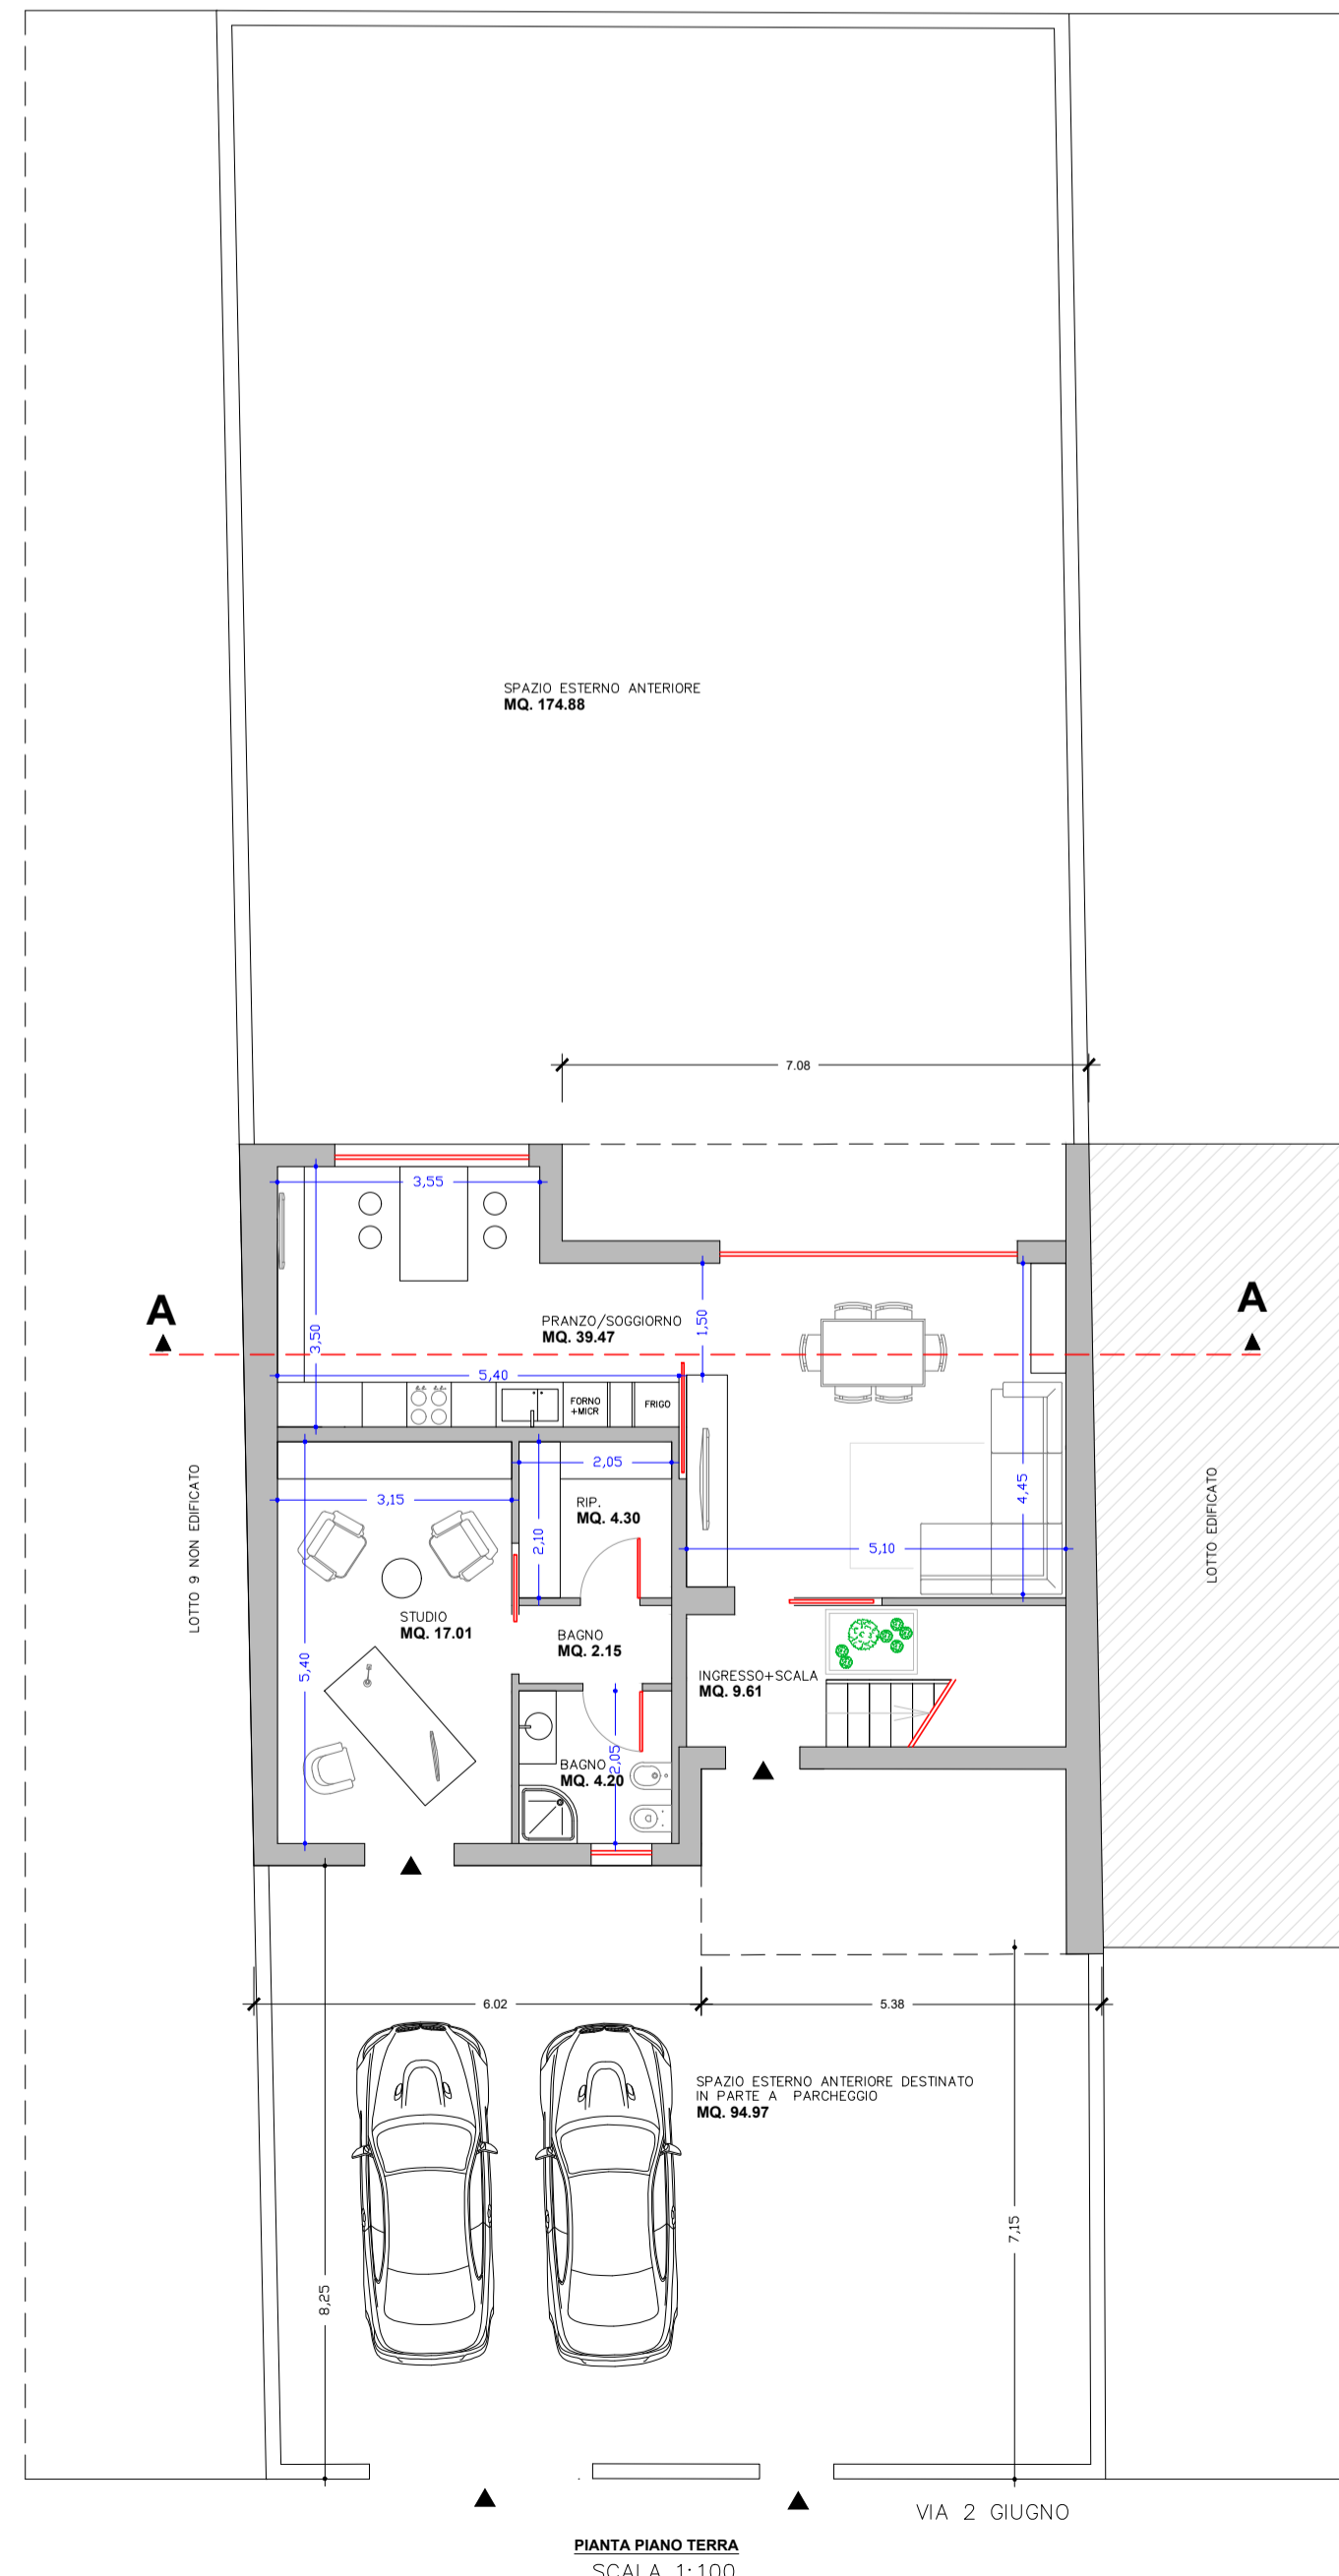 SPAZIO ESTERNO ANTERIORE
MQ. 174.88
7.08
3,55
PRANZO/SOGGIORNO
MQ. 39.47
1,50
3,50
A
A
5,40
FORNO
+MICR
FRIGO
2,05
3,15
RIP.
MQ. 4.30
2,10
4,45
5,10
LOTTO 9 NON EDIFICATO
LOTTO EDIFICATO
STUDIO
MQ. 17.01
BAGNO
MQ. 2.15
5,40
INGRESSO+SCALA
MQ. 9.61
2,05
BAGNO
MQ. 4.20
6.02
5.38
SPAZIO ESTERNO ANTERIORE DESTINATO
IN PARTE A PARCHEGGIO
MQ. 94.97
7,15
8,25
VIA 2 GIUGNO
PIANTA PIANO TERRA
SCALA 1:100